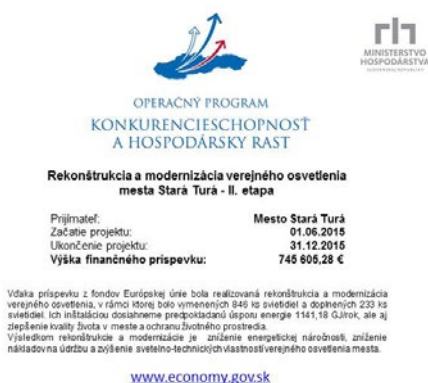 MINISTERSTVO
HOSPODÁRSTVA
SLOVENSKEJ REPUBLIKY
OPERAČNÝ PROGRAM
KONKURENCIESCHOPNOSŤ
A HOSPODÁRSKY RAST
Rekonštrukcia a modernizácia verejného osvetlenia
mesta Stará Turá - II. etapa
Prijímateľ: Mesto Stará Turá
Začatie projektu: 01.06.2015
Ukončenie projektu: 31.12.2015
Výška finančného príspevku: 745 605,28 €
Vďaka príspevku z fondov Európskej únie bola realizovaná rekonštrukcia a modernizácia
verejného osvetlenia, v rámci ktorej bolo vymenených 846 ks svietidiel a doplnených 233 ks
svietidiel. Ich inštaláciou dosiahneme predpokladanú úsporu energie 1141,18 GJ/rok, ale aj
zlepšenie kvality života v meste a ochranu životného prostredia.
Výsledkom rekonštrukcie a modernizácie je zníženie energetickej náročnosti, zníženie
nákladov na údržbu a zvýšenie svetelno-technických vlastností verejného osvetlenia mesta.
www.economy.gov.sk